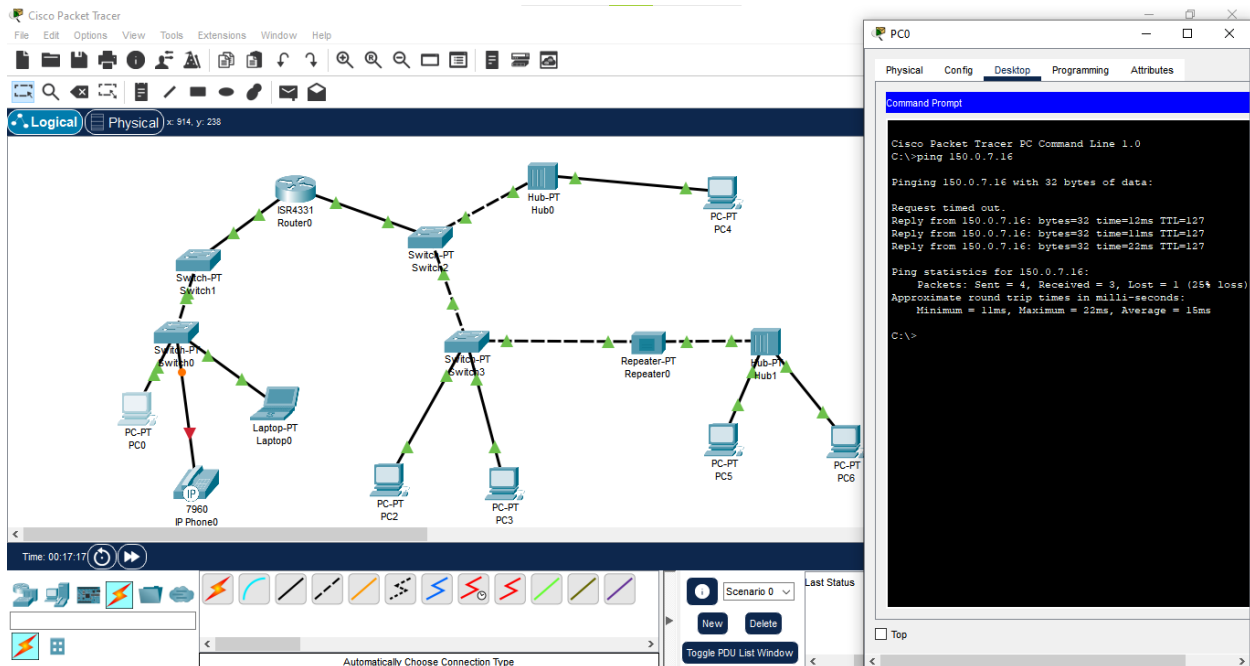 Cisco Packet Tracer
File Edit Options View Tools Extensions Window Help
Logical Physical x: 914, y: 238
ISR4331
Router0
Hub-PT
Hub0
PC-PT
PC4
Switch-PT
Switch2
Switch-PT
Switch1
Switch-PT
Switch0
Switch-PT
Switch3
Repeater-PT
Repeater0
Hub-PT
Hub1
PC-PT
PC0
Laptop-PT
Laptop0
IP
7960
IP Phone0
PC-PT
PC2
PC-PT
PC3
PC-PT
PC5
PC-PT
PC6
Time: 00:17:17
Scenario 0
New Delete
Toggle PDU List Window
Last Status
Automatically Choose Connection Type
PC0
Physical Config Desktop Programming Attributes
Command Prompt
Cisco Packet Tracer PC Command Line 1.0
C:\>ping 150.0.7.16
Pinging 150.0.7.16 with 32 bytes of data:
Request timed out.
Reply from 150.0.7.16: bytes=32 time=12ms TTL=127
Reply from 150.0.7.16: bytes=32 time=11ms TTL=127
Reply from 150.0.7.16: bytes=32 time=22ms TTL=127
Ping statistics for 150.0.7.16:
Packets: Sent = 4, Received = 3, Lost = 1 (25% loss)
Approximate round trip times in milli-seconds:
Minimum = 11ms, Maximum = 22ms, Average = 15ms
C:\>
Top